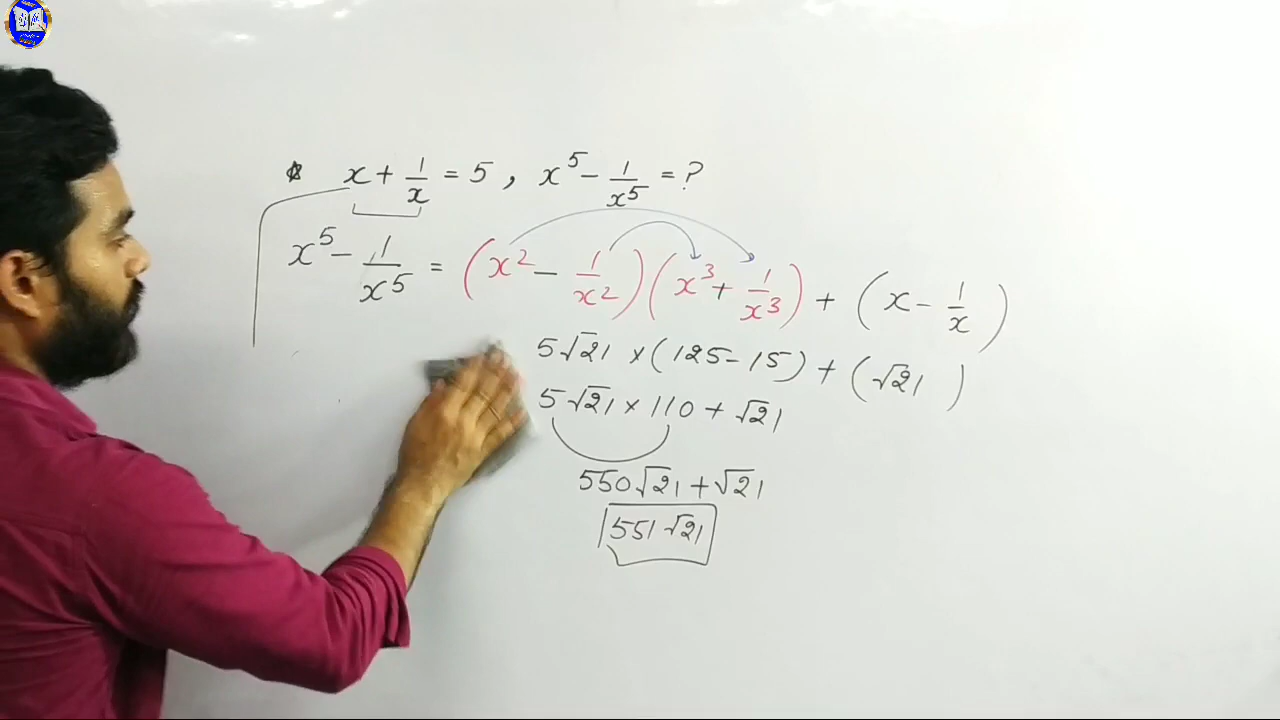 * x + 1/x = 5 , x⁵ - 1/x⁵ = ?
x⁵ - 1/x⁵ = (x² - 1/x²)(x³ + 1/x³) + (x - 1/x)
5√21 × (125 - 15) + (√21)
5√21 × 110 + √21
550√21 + √21
551√21